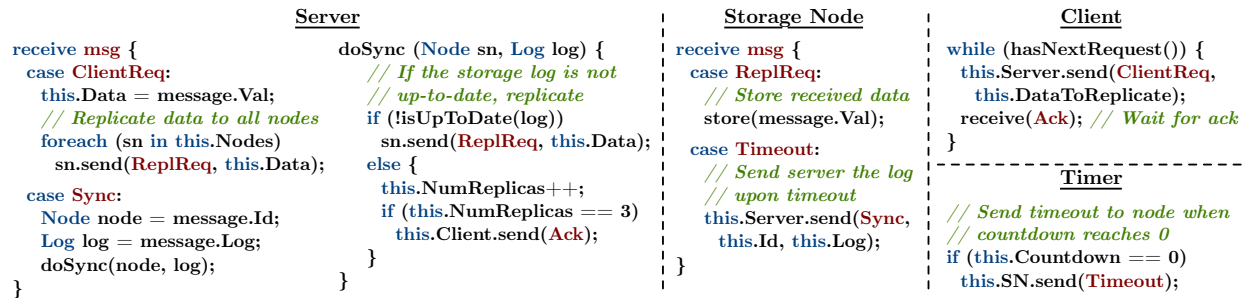 Server
receive msg {
case ClientReq:
this.Data = message.Val;
// Replicate data to all nodes
foreach (sn in this.Nodes)
sn.send(ReplReq, this.Data);
case Sync:
Node node = message.Id;
Log log = message.Log;
doSync(node, log);
}
doSync (Node sn, Log log) {
// If the storage log is not
// up-to-date, replicate
if (!isUpToDate(log))
sn.send(ReplReq, this.Data);
else {
this.NumReplicas++;
if (this.NumReplicas == 3)
this.Client.send(Ack);
}
}
Storage Node
receive msg {
case ReplReq:
// Store received data
store(message.Val);
case Timeout:
// Send server the log
// upon timeout
this.Server.send(Sync,
this.Id, this.Log);
}
Client
while (hasNextRequest()) {
this.Server.send(ClientReq,
this.DataToReplicate);
receive(Ack); // Wait for ack
}
Timer
// Send timeout to node when
// countdown reaches 0
if (this.Countdown == 0)
this.SN.send(Timeout);